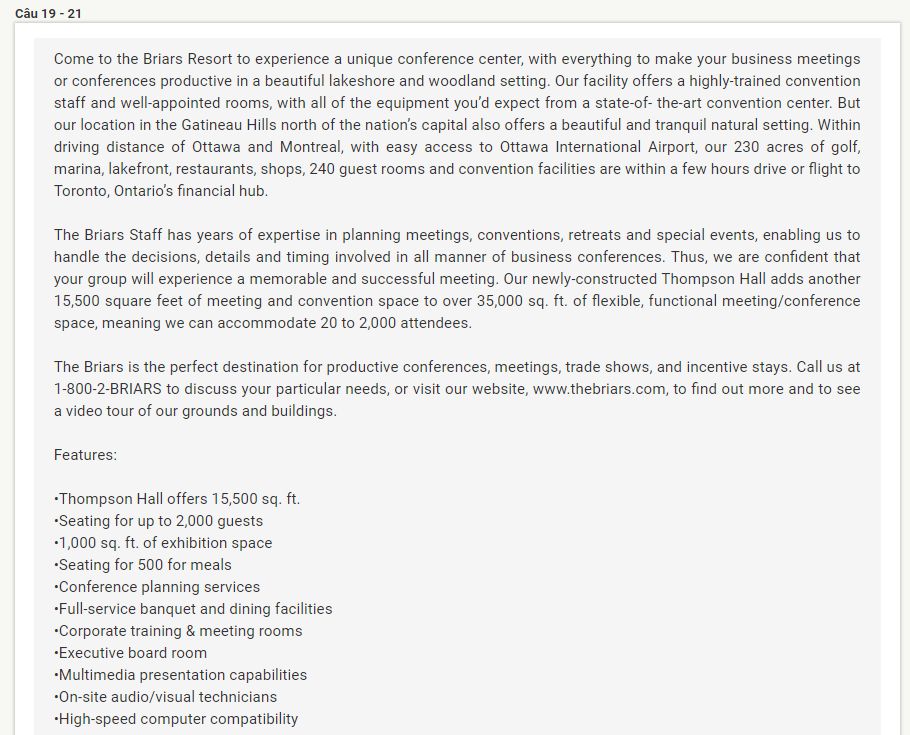 Câu 19 - 21
Come to the Briars Resort to experience a unique conference center, with everything to make your business meetings
or conferences productive in a beautiful lakeshore and woodland setting. Our facility offers a highly-trained convention
staff and well-appointed rooms, with all of the equipment you'd expect from a state-of- the-art convention center. But
our location in the Gatineau Hills north of the nation's capital also offers a beautiful and tranquil natural setting. Within
driving distance of Ottawa and Montreal, with easy access to Ottawa International Airport, our 230 acres of golf,
marina, lakefront, restaurants, shops, 240 guest rooms and convention facilities are within a few hours drive or flight to
Toronto, Ontario's financial hub.
The Briars Staff has years of expertise in planning meetings, conventions, retreats and special events, enabling us to
handle the decisions, details and timing involved in all manner of business conferences. Thus, we are confident that
your group will experience a memorable and successful meeting. Our newly-constructed Thompson Hall adds another
15,500 square feet of meeting and convention space to over 35,000 sq. ft. of flexible, functional meeting/conference
space, meaning we can accommodate 20 to 2,000 attendees.
The Briars is the perfect destination for productive conferences, meetings, trade shows, and incentive stays. Call us at
1-800-2-BRIARS to discuss your particular needs, or visit our website, www.thebriars.com, to find out more and to see
a video tour of our grounds and buildings.
Features:
•Thompson Hall offers 15,500 sq. ft.
•Seating for up to 2,000 guests
•1,000 sq. ft. of exhibition space
•Seating for 500 for meals
•Conference planning services
•Full-service banquet and dining facilities
•Corporate training & meeting rooms
•Executive board room
•Multimedia presentation capabilities
•On-site audio/visual technicians
•High-speed computer compatibility